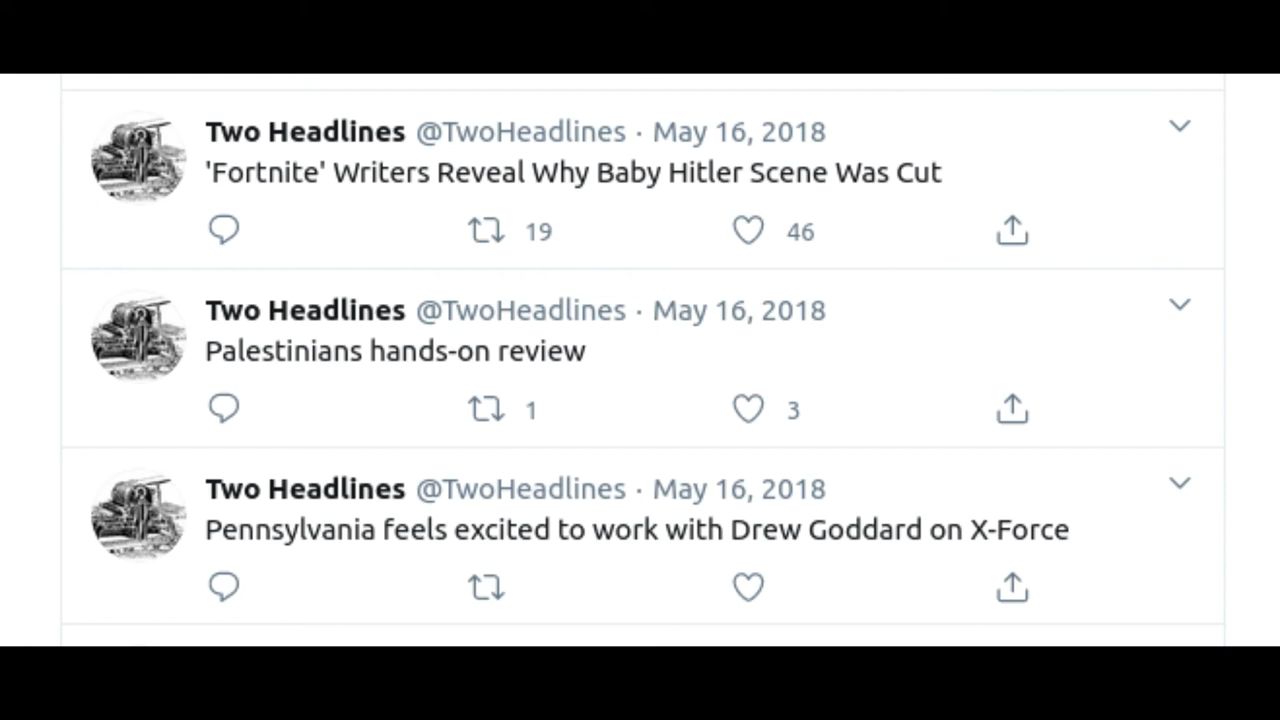 Two Headlines @TwoHeadlines · May 16, 2018
'Fortnite' Writers Reveal Why Baby Hitler Scene Was Cut
19 46
Two Headlines @TwoHeadlines · May 16, 2018
Palestinians hands-on review
1 3
Two Headlines @TwoHeadlines · May 16, 2018
Pennsylvania feels excited to work with Drew Goddard on X-Force